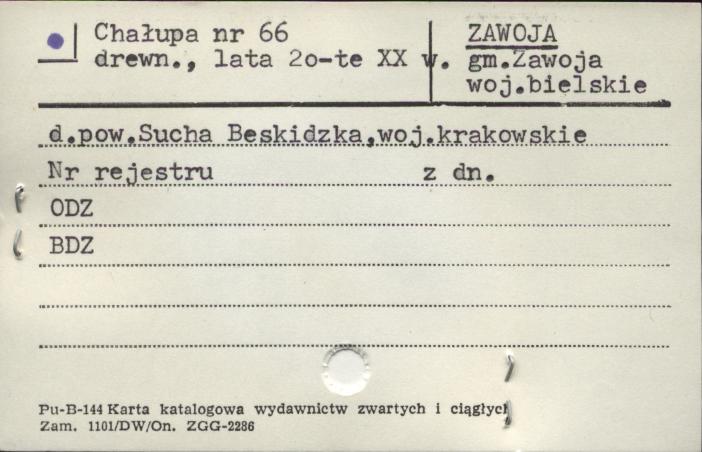 Chałupa nr 66
drewn., lata 2o-te XX w.
ZAWOJA
gm.Zawoja
woj.bielskie
d.pow.Sucha Beskidzka,woj.krakowskie
Nr rejestru z dn.
ODZ
BDZ
Pu-B-144 Karta katalogowa wydawnictw zwartych i ciągłych
Zam. 1101/DW/On. ZGG-2286